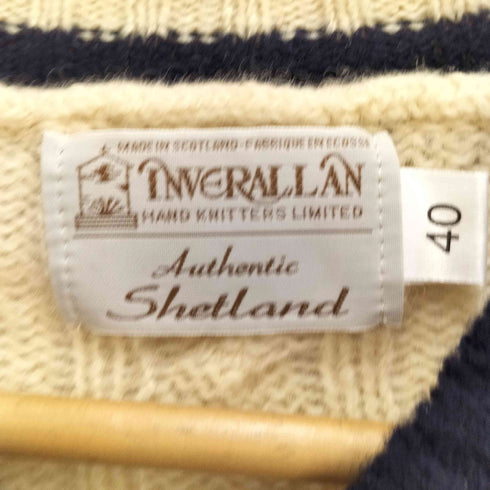 MADE IN SCOTLAND - FABRIQUE EN ECOSSE
INVERALLAN
HAND KNITTERS LIMITED
Authentic
Shetland
40